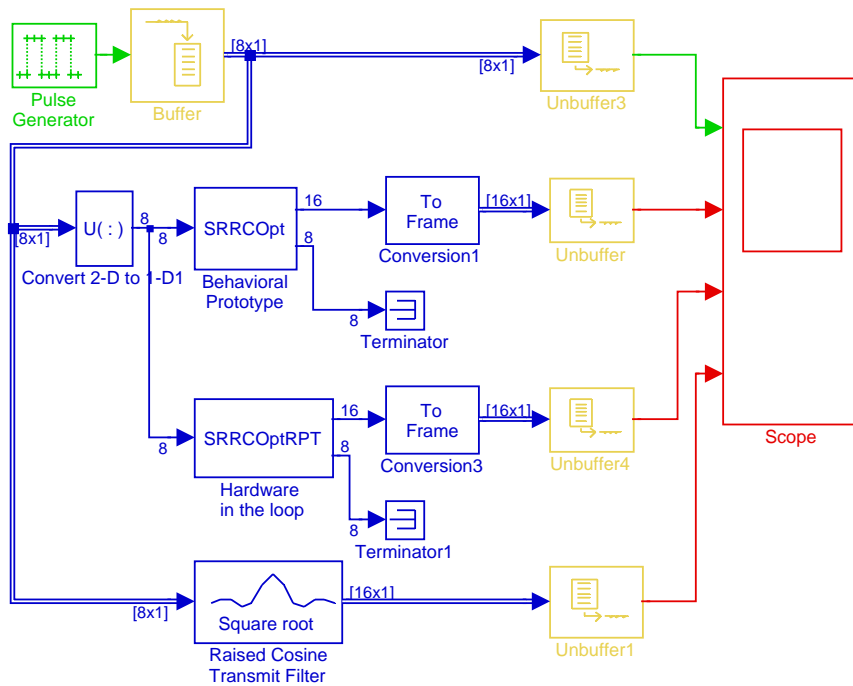 [8x1]
[8x1]
Pulse
Generator
Buffer
Unbuffer3
U( : )
[8x1]
8
8
Convert 2-D to 1-D1
SRRCOpt
16
8
Behavioral
Prototype
To
Frame
[16x1]
Conversion1
Unbuffer
8
Terminator
SRRCOptRPT
8
16
8
Hardware
in the loop
To
Frame
[16x1]
Conversion3
Unbuffer4
Scope
8
Terminator1
[8x1]
Square root
[16x1]
Raised Cosine
Transmit Filter
Unbuffer1